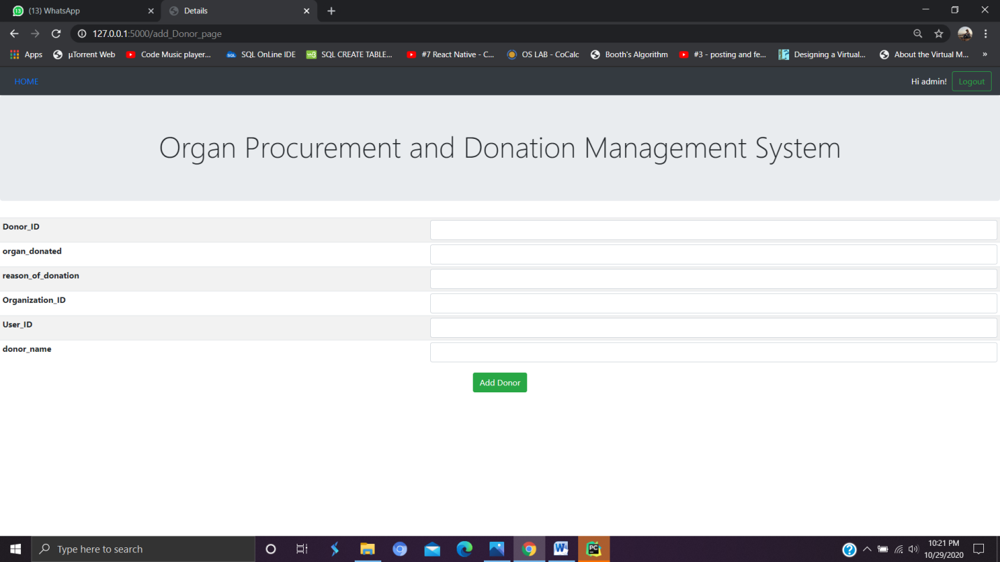 13 (13) WhatsApp Details
127.0.0.1:5000/add_Donor_page
Apps µTorrent Web Code Music player... SQL SQL OnLine IDE SQL CREATE TABLE... #7 React Native - C... OS LAB - CoCalc Booth's Algorithm #3 - posting and fe... Designing a Virtual... About the Virtual M... »
HOME Hi admin! Logout
Organ Procurement and Donation Management System
Donor_ID
organ_donated
reason_of_donation
Organization_ID
User_ID
donor_name
Add Donor
Type here to search
PC
10:21 PM
10/29/2020